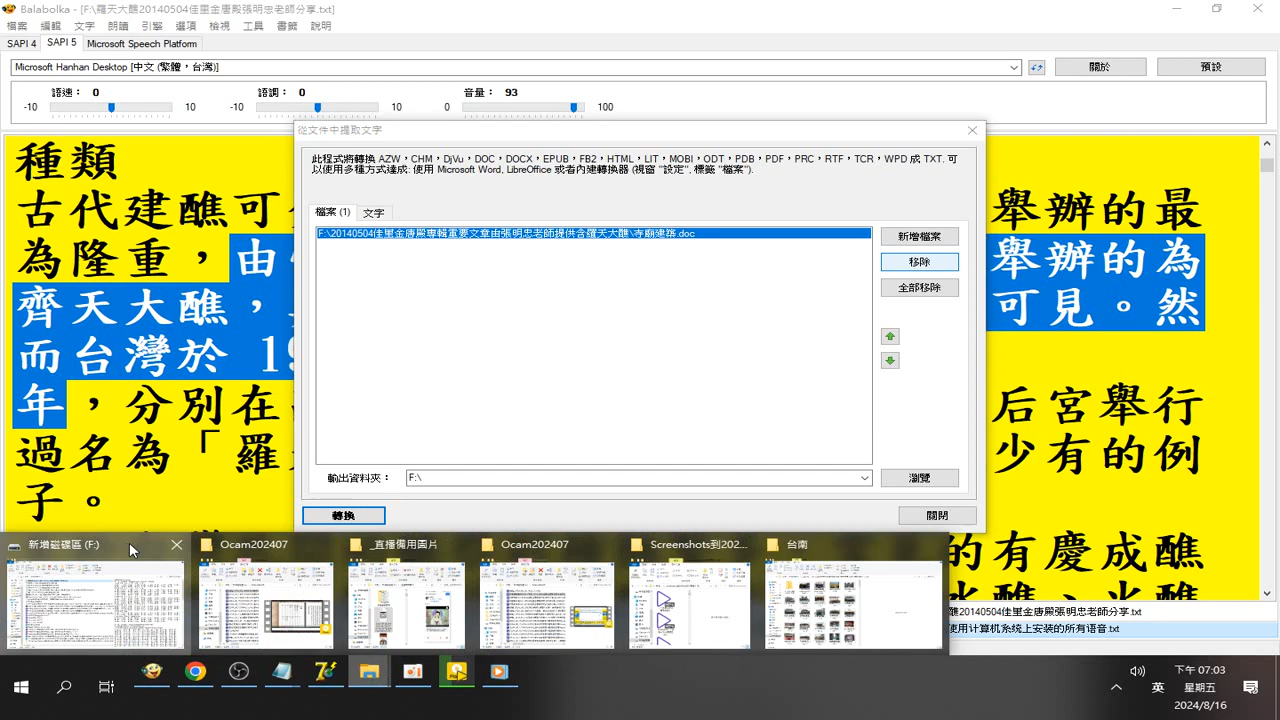 Balabolka - [F:\羅天大醮20140504佳里金唐殿張明忠老師分享.txt]
檔案 編輯 文字 朗讀 引擎 選項 檢視 工具 書籤 說明
SAPI 4 SAPI 5 Microsoft Speech Platform
Microsoft Hanhan Desktop [中文 (繁體，台灣)]
關於 預設
語速： 0 語調： 0 音量： 93
-10 10 -10 10 0 100
從文件中提取文字
此程式將轉換 AZW，CHM，DjVu，DOC，DOCX，EPUB，FB2，HTML，LIT，MOBI，ODT，PDB，PDF，PRC，RTF，TCR，WPD 成 TXT. 可
以使用多種方式達成: 使用 Microsoft Word, LibreOffice 或者內建轉換器 (視窗 "設定", 標籤 "檔案").
檔案 (1) 文字
F:\20140504佳里金唐殿專輯重要文章由張明忠老師提供含羅天大醮\寺廟建築.doc
新增檔案
移除
全部移除
輸出資料夾： F:\ 瀏覽
轉換 關閉
種類
古代建醮可 舉辦的最
為隆重，由 舉辦的為
齊天大醮， 可見。然
而台灣於 19
年，分別在 后宮舉行
過名為「羅 少有的例
子。
的有慶成醮
20140504佳里金唐殿張明忠老師分享.txt
使用计算机系统上安装的所有语音.txt
新增磁碟區 (F:) Ocam202407 _直播備用圖片 Ocam202407 Screenshots到202... 台南
下午 07:03
英 星期五
2024/8/16